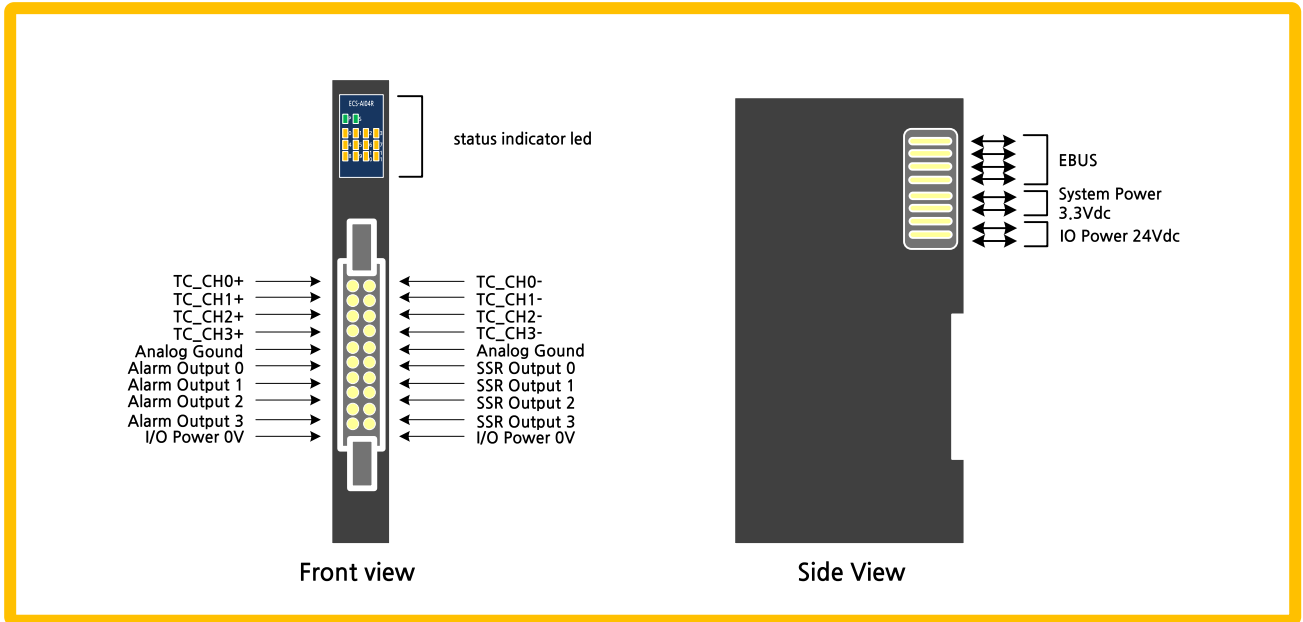 ECS-AI04R
status indicator led
TC_CH0+
TC_CH1+
TC_CH2+
TC_CH3+
Analog Gound
Alarm Output 0
Alarm Output 1
Alarm Output 2
Alarm Output 3
I/O Power 0V
TC_CH0-
TC_CH1-
TC_CH2-
TC_CH3-
Analog Gound
SSR Output 0
SSR Output 1
SSR Output 2
SSR Output 3
I/O Power 0V
Front view
EBUS
System Power
3.3Vdc
IO Power 24Vdc
Side View